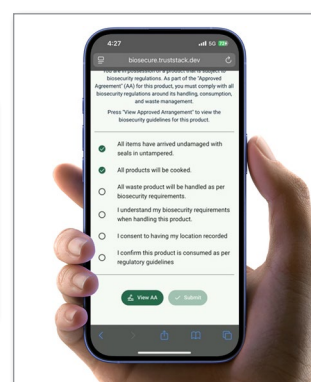 4:27
5G
biosecure.truststack.dev
You are in possession of a product that is subject to
biosecurity regulations. As part of the "Approved
Agreement" (AA) for this product, you must comply with all
biosecurity regulations around its handling, consumption,
and waste management.
Press "View Approved Arrangement" to view the
biosecurity guidelines for this product.
All items have arrived undamaged with
seals in untampered.
All products will be cooked.
All waste product will be handled as per
biosecurity requirements.
I understand my biosecurity requirements
when handling this product.
I consent to having my location recorded
I confirm this product is consumed as per
regulatory guidelines
View AA
Submit